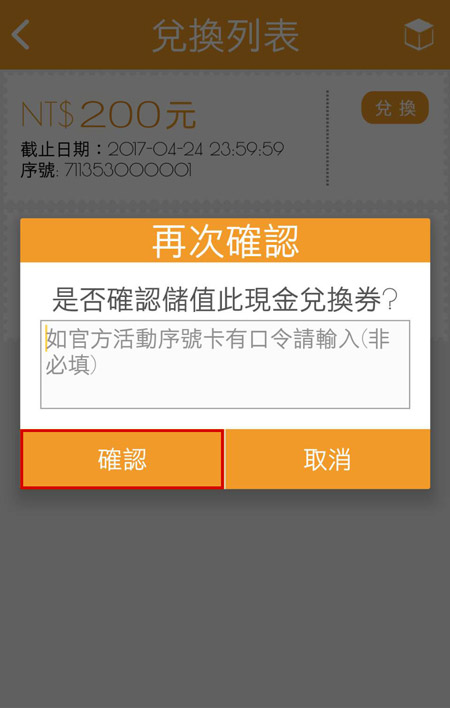 兌換列表
NT$200元
兌 換
截止日期：2017-04-24 23:59:59
序號: 711353000001
再次確認
是否確認儲值此現金兌換券?
如官方活動序號卡有口令請輸入(非
必填)
確認
取消